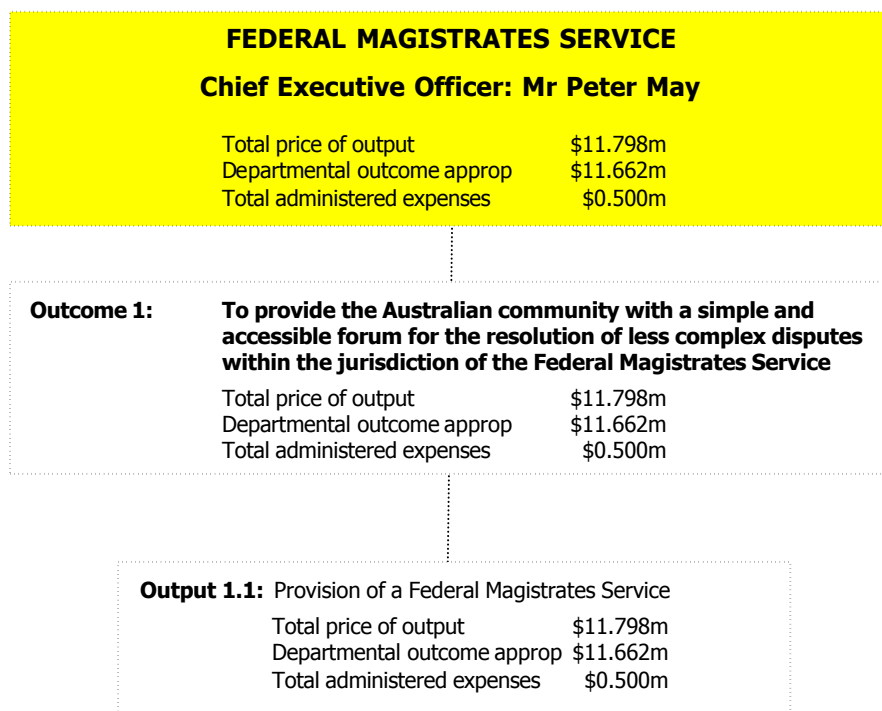 FEDERAL MAGISTRATES SERVICE
Chief Executive Officer: Mr Peter May
Total price of output $11.798m
Departmental outcome approp $11.662m
Total administered expenses $0.500m
Outcome 1: To provide the Australian community with a simple and
accessible forum for the resolution of less complex disputes
within the jurisdiction of the Federal Magistrates Service
Total price of output $11.798m
Departmental outcome approp $11.662m
Total administered expenses $0.500m
Output 1.1: Provision of a Federal Magistrates Service
Total price of output $11.798m
Departmental outcome approp $11.662m
Total administered expenses $0.500m